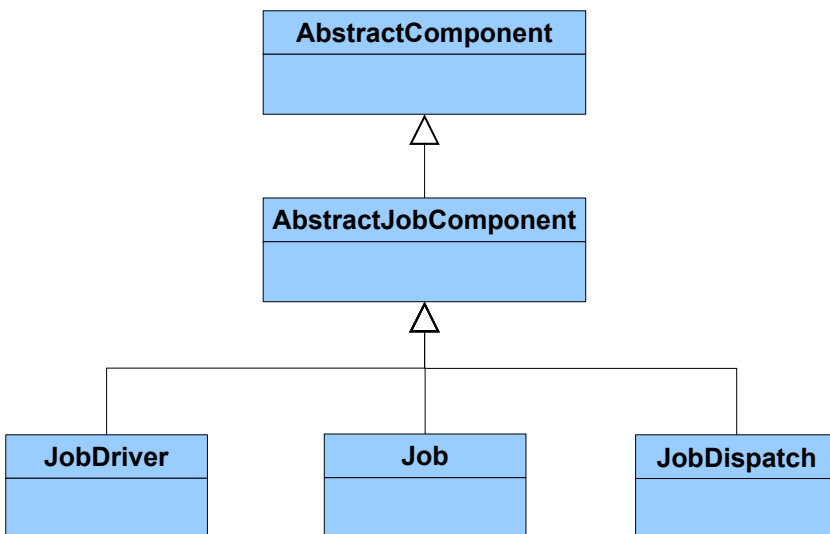 AbstractComponent
AbstractJobComponent
JobDriver
Job
JobDispatch